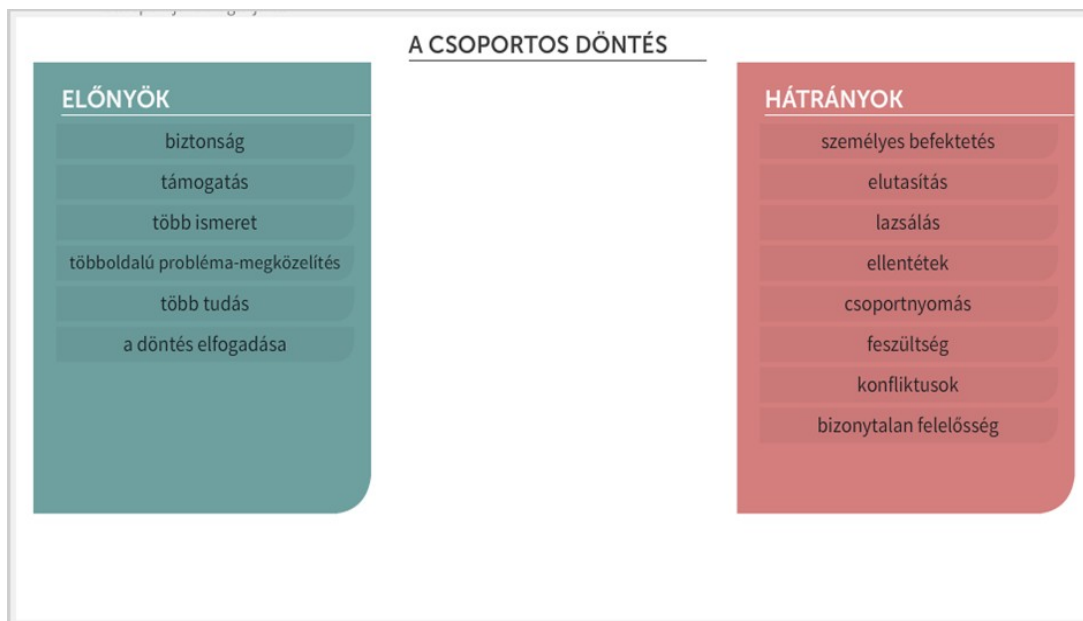 A CSOPORTOS DÖNTÉS
ELŐNYÖK
biztonság
támogatás
több ismeret
többoldalú probléma-megközelítés
több tudás
a döntés elfogadása
HÁTRÁNYOK
személyes befektetés
elutasítás
lazsálás
ellentétek
csoportnyomás
feszültség
konfliktusok
bizonytalan felelősség